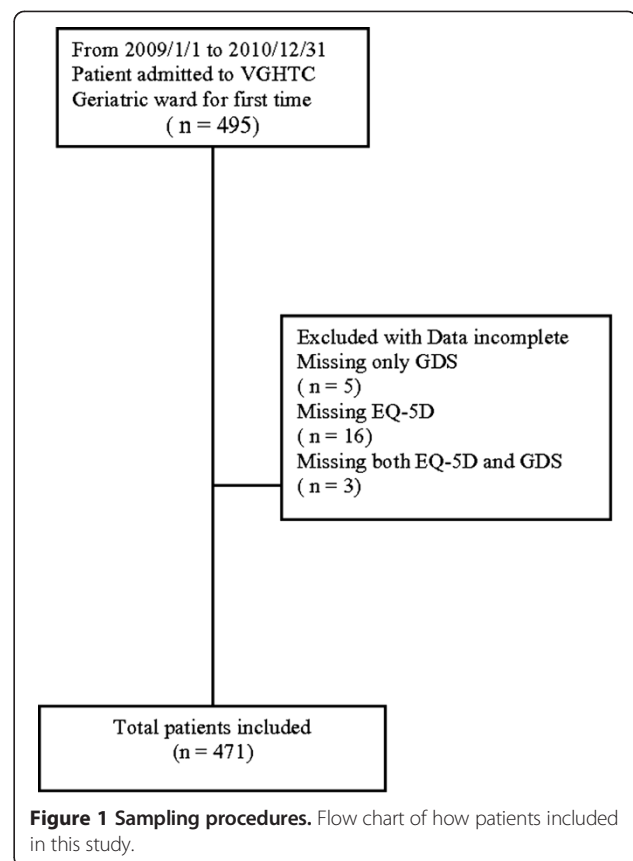 From 2009/1/1 to 2010/12/31
Patient admitted to VGHTC
Geriatric ward for first time
( n = 495)
Excluded with Data incomplete
Missing only GDS
( n = 5)
Missing EQ-5D
( n = 16)
Missing both EQ-5D and GDS
( n = 3)
Total patients included
(n = 471)
Figure 1 Sampling procedures. Flow chart of how patients included
in this study.